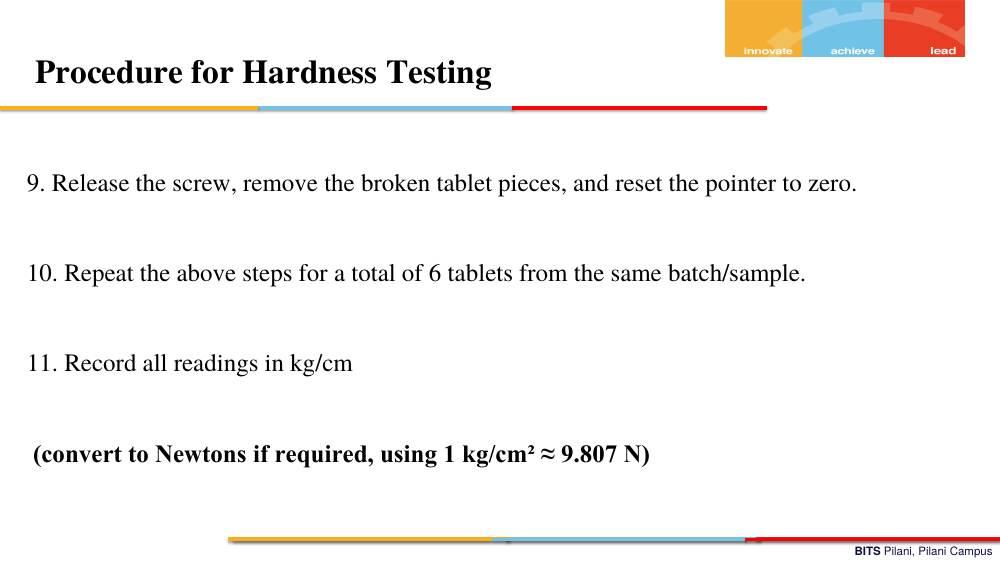 innovate achieve lead
Procedure for Hardness Testing
9. Release the screw, remove the broken tablet pieces, and reset the pointer to zero.
10. Repeat the above steps for a total of 6 tablets from the same batch/sample.
11. Record all readings in kg/cm
(convert to Newtons if required, using 1 kg/cm² ≈ 9.807 N)
BITS Pilani, Pilani Campus